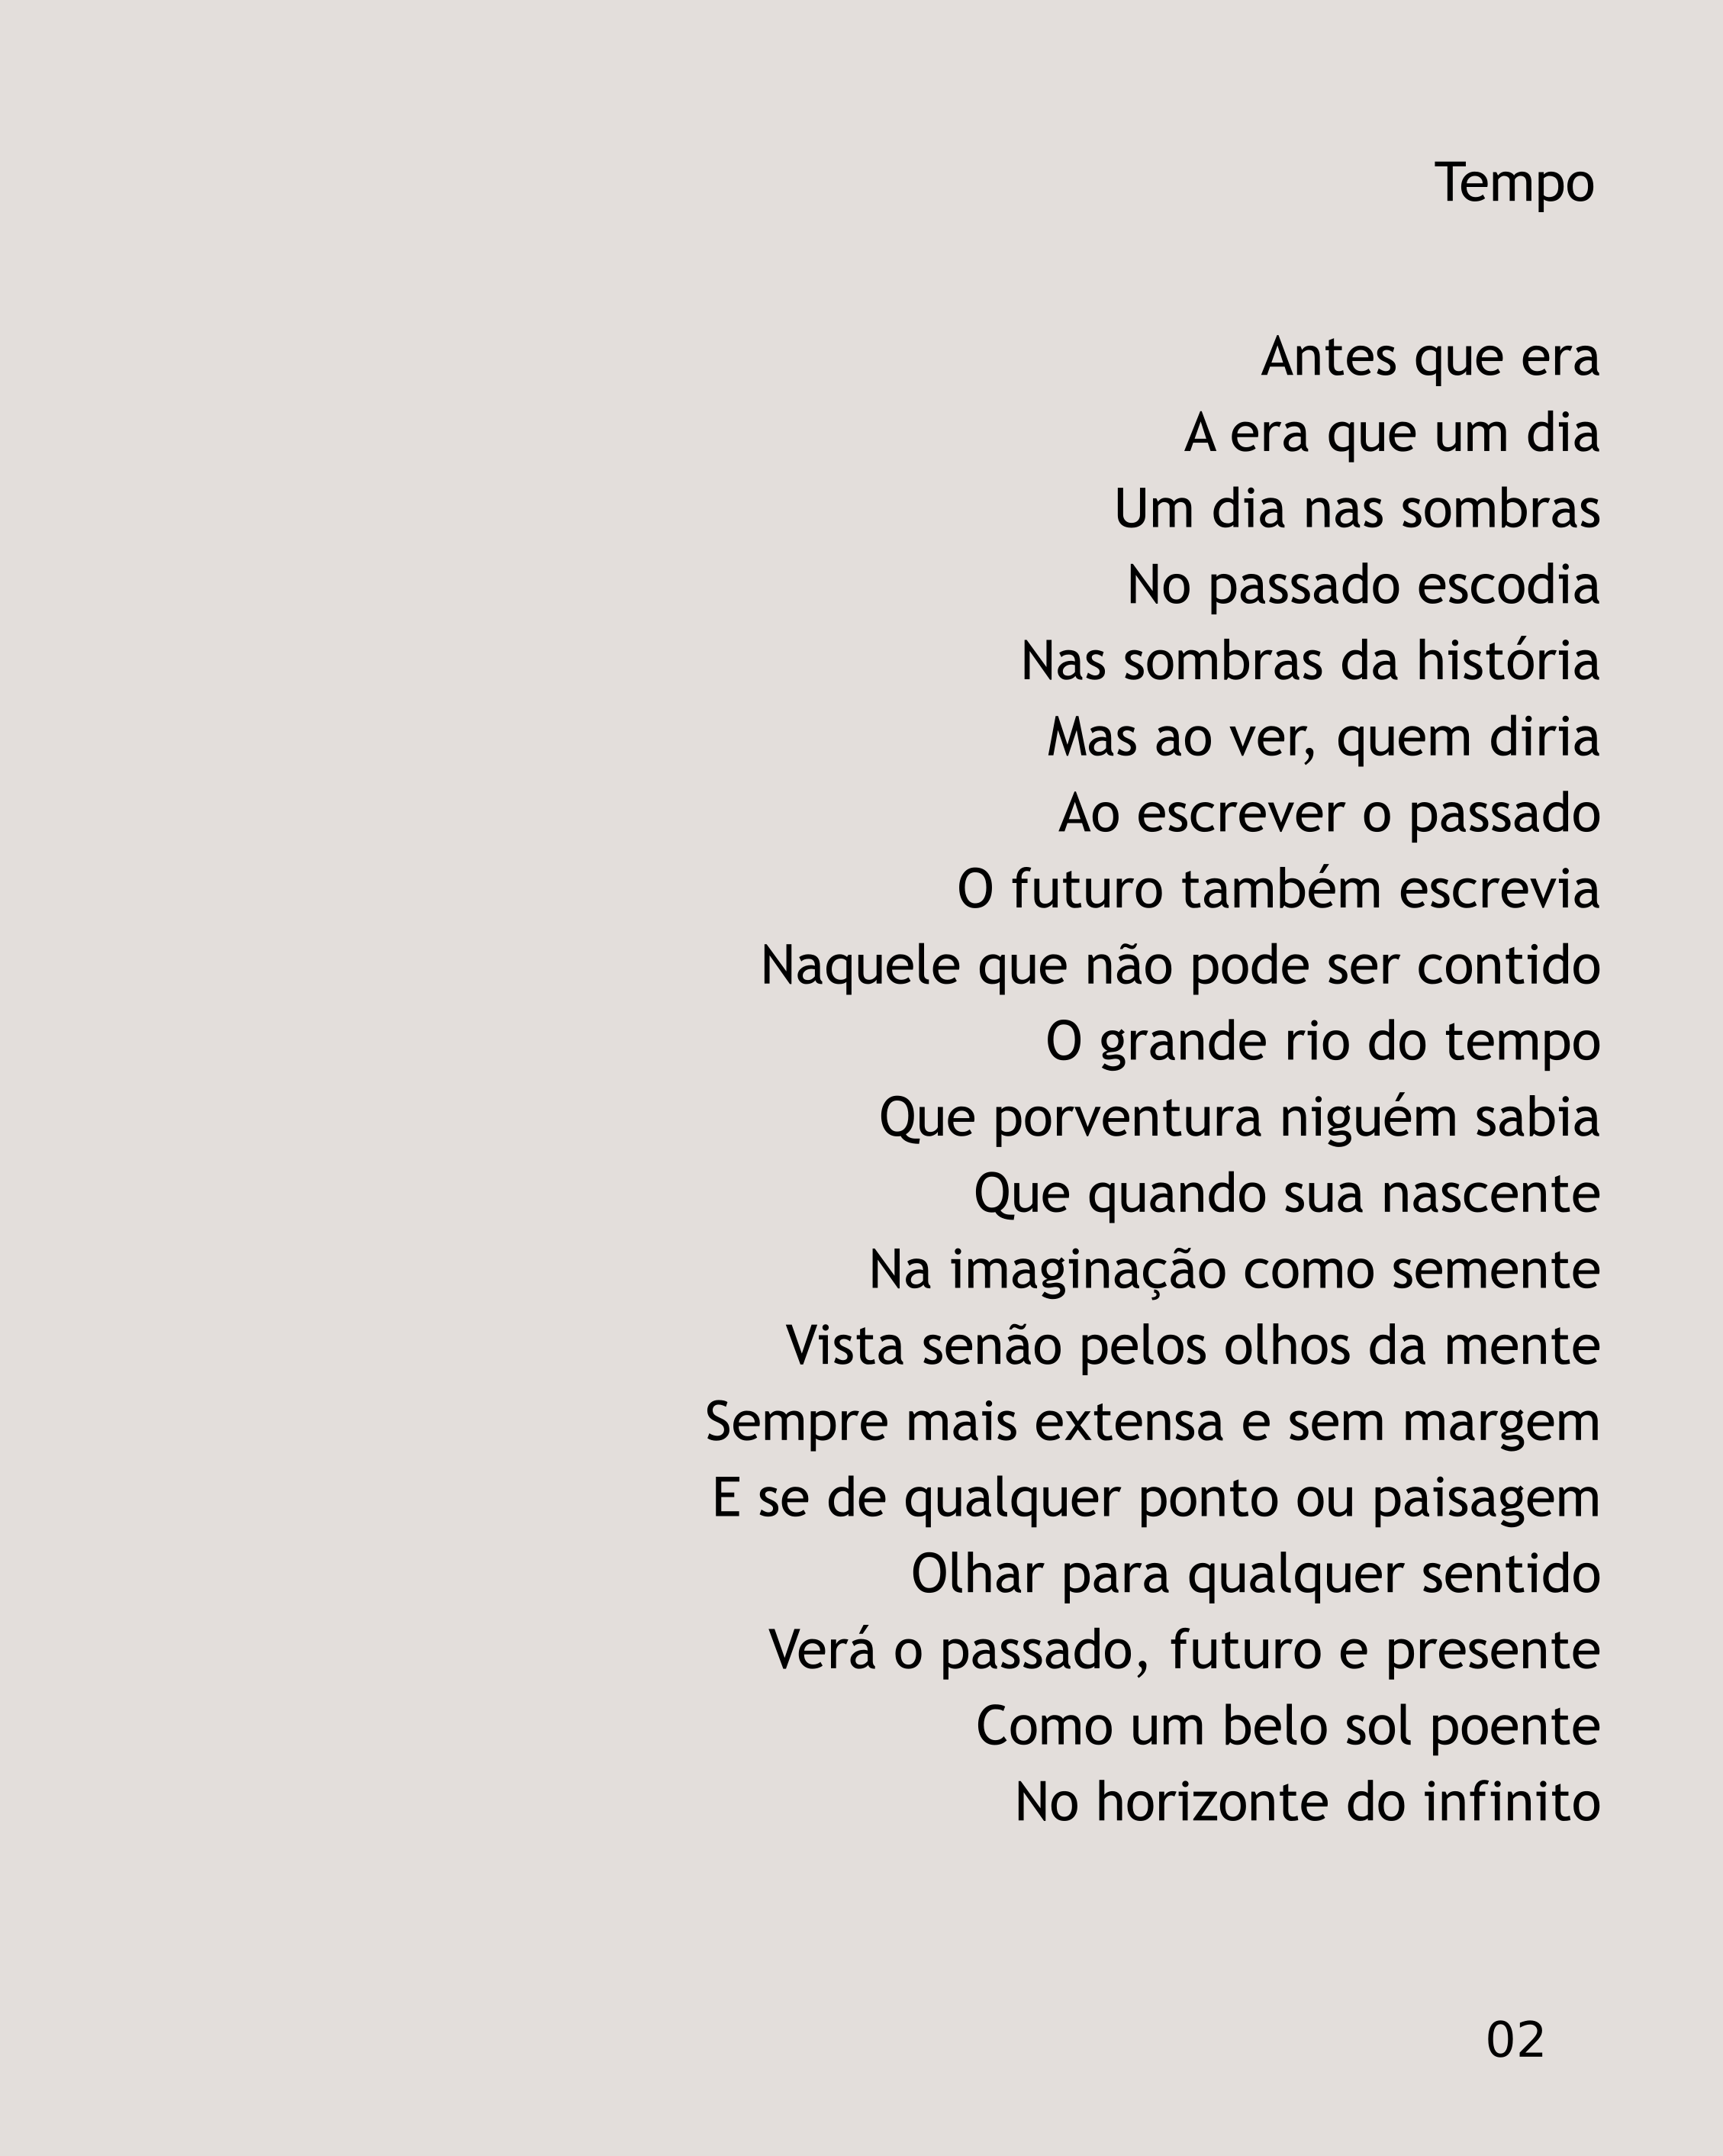 Tempo
Antes que era
A era que um dia
Um dia nas sombras
No passado escodia
Nas sombras da história
Mas ao ver, quem diria
Ao escrever o passado
O futuro também escrevia
Naquele que não pode ser contido
O grande rio do tempo
Que porventura niguém sabia
Que quando sua nascente
Na imaginação como semente
Vista senão pelos olhos da mente
Sempre mais extensa e sem margem
E se de qualquer ponto ou paisagem
Olhar para qualquer sentido
Verá o passado, futuro e presente
Como um belo sol poente
No horizonte do infinito
02